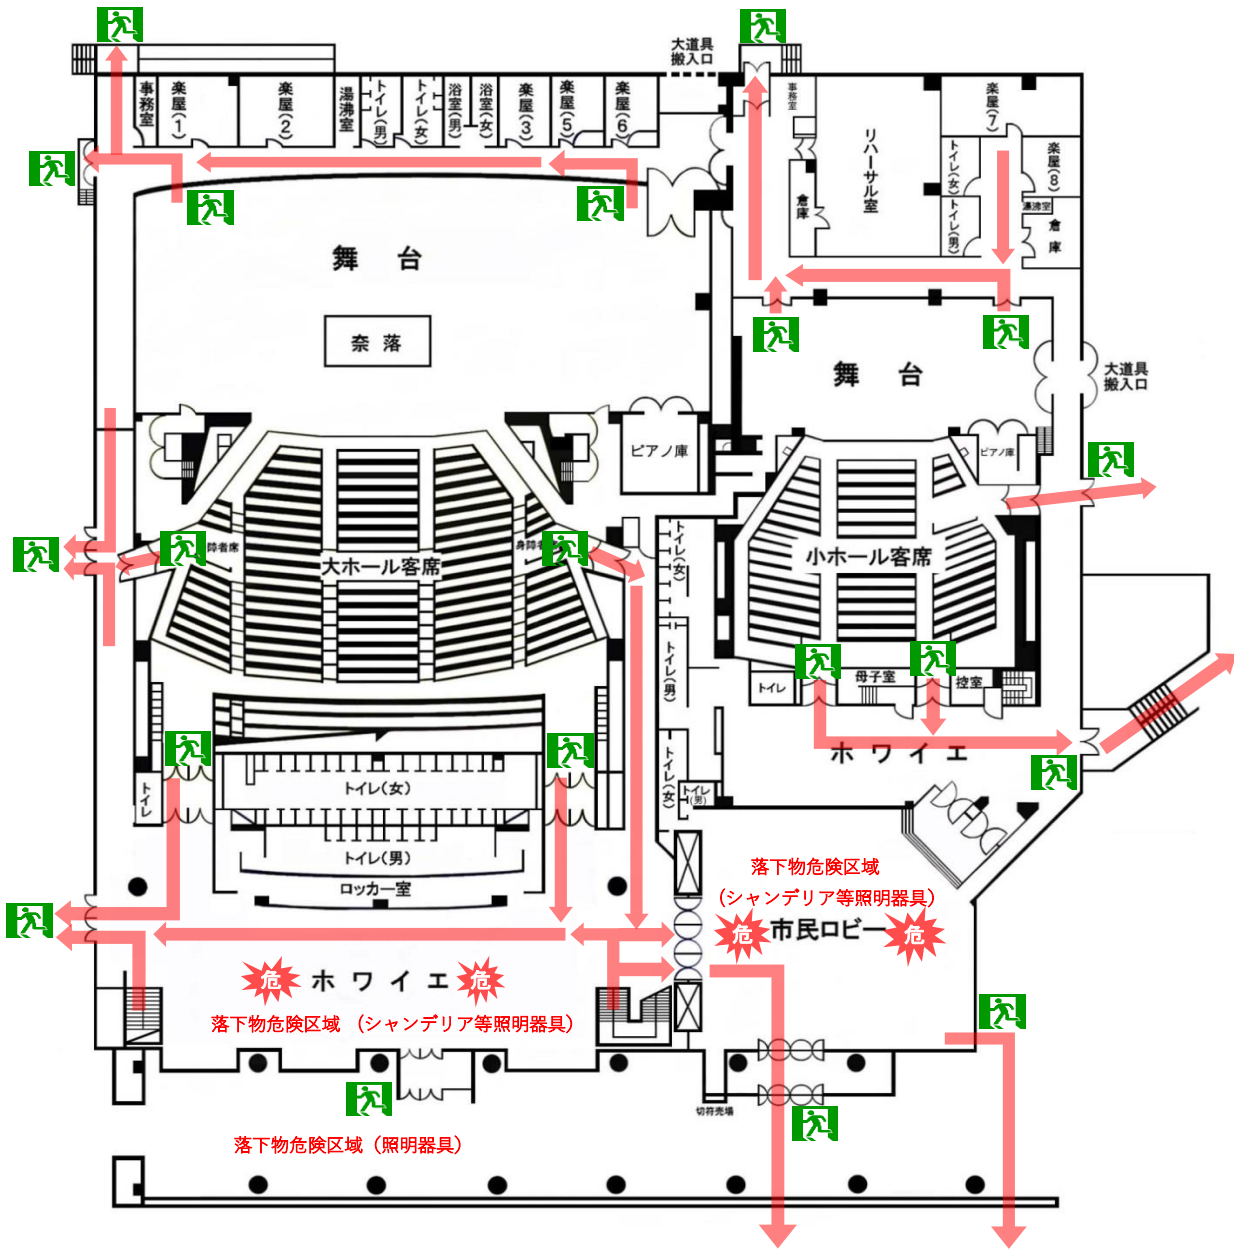 大道具
搬入口
事務室
楽屋(1)
楽屋(2)
湯沸室
トイレ(男)
トイレ(女)
浴室(男)
浴室(女)
楽屋(3)
楽屋(5)
楽屋(6)
事務室
リハーサル室
楽屋(7)
トイレ(女)
楽屋(8)
倉庫
トイレ(男)
湯沸室
倉庫
舞台
奈落
舞台
大道具
搬入口
ピアノ庫
ピアノ庫
障者席
大ホール客席
身障者席
トイレ(女)
小ホール客席
トイレ(男)
トイレ
母子室
控室
ホワイエ
トイレ
トイレ(女)
トイレ(女)
トイレ
(男)
トイレ(男)
ロッカー室
落下物危険区域
(シャンデリア等照明器具)
危
市民ロビー
危
危
ホワイエ
危
落下物危険区域 (シャンデリア等照明器具)
切符売場
落下物危険区域 (照明器具)